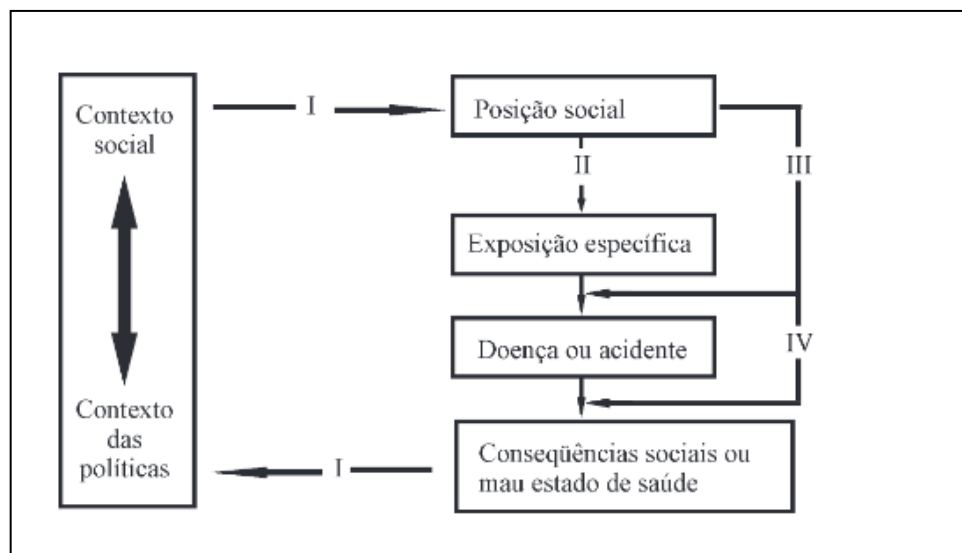 Contexto
social
I
Posição social
II
III
Exposição específica
Doença ou acidente
IV
Contexto
das
políticas
I
Conseqüências sociais ou
mau estado de saúde